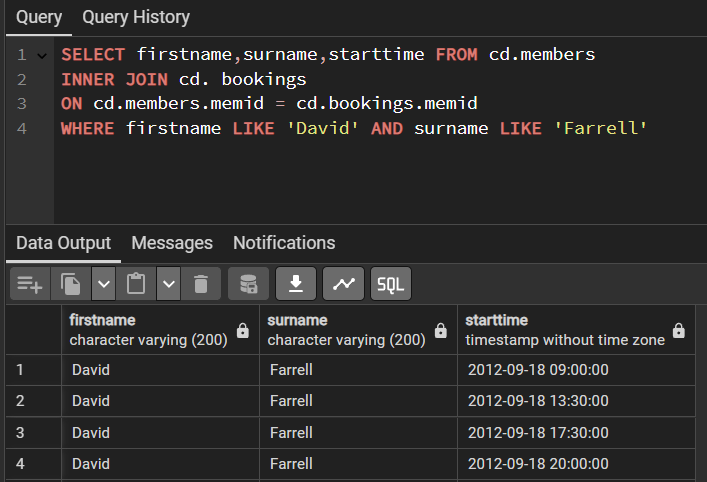 Query Query History
1 SELECT firstname,surname,starttime FROM cd.members
2 INNER JOIN cd. bookings
3 ON cd.members.memid = cd.bookings.memid
4 WHERE firstname LIKE 'David' AND surname LIKE 'Farrell'
Data Output Messages Notifications
SQL
firstname surname starttime
character varying (200) character varying (200) timestamp without time zone
1 David Farrell 2012-09-18 09:00:00
2 David Farrell 2012-09-18 13:30:00
3 David Farrell 2012-09-18 17:30:00
4 David Farrell 2012-09-18 20:00:00